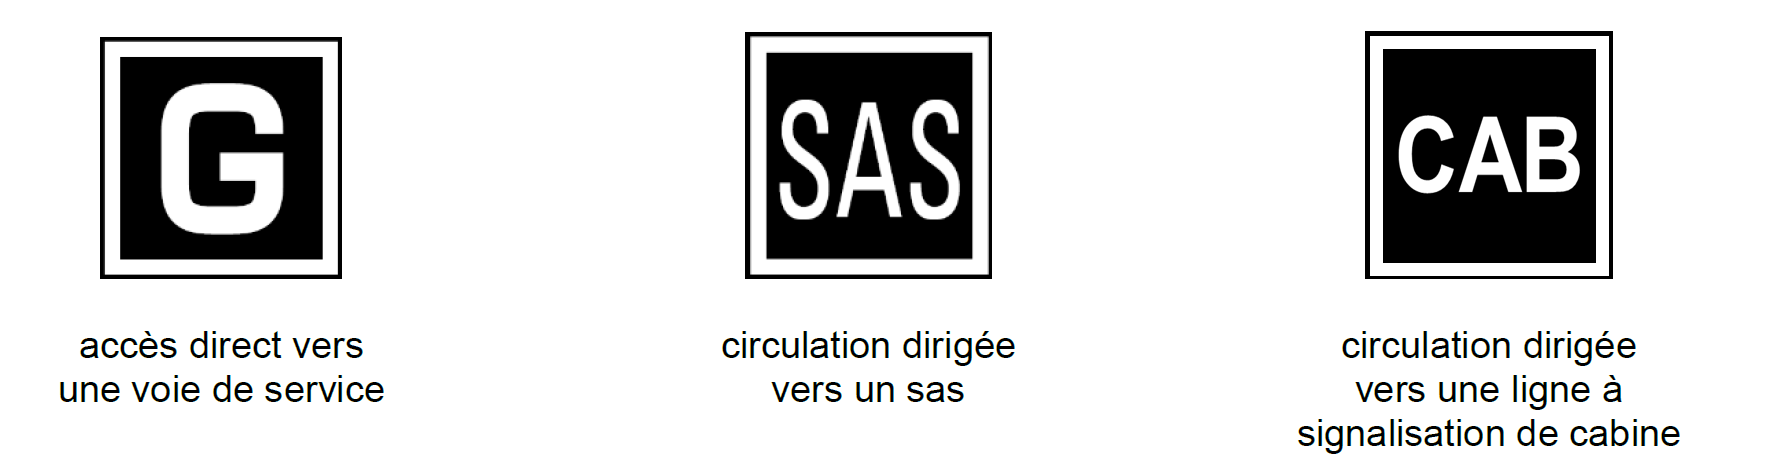 G
SAS
CAB
accès direct vers
une voie de service
circulation dirigée
vers un sas
circulation dirigée
vers une ligne à
signalisation de cabine